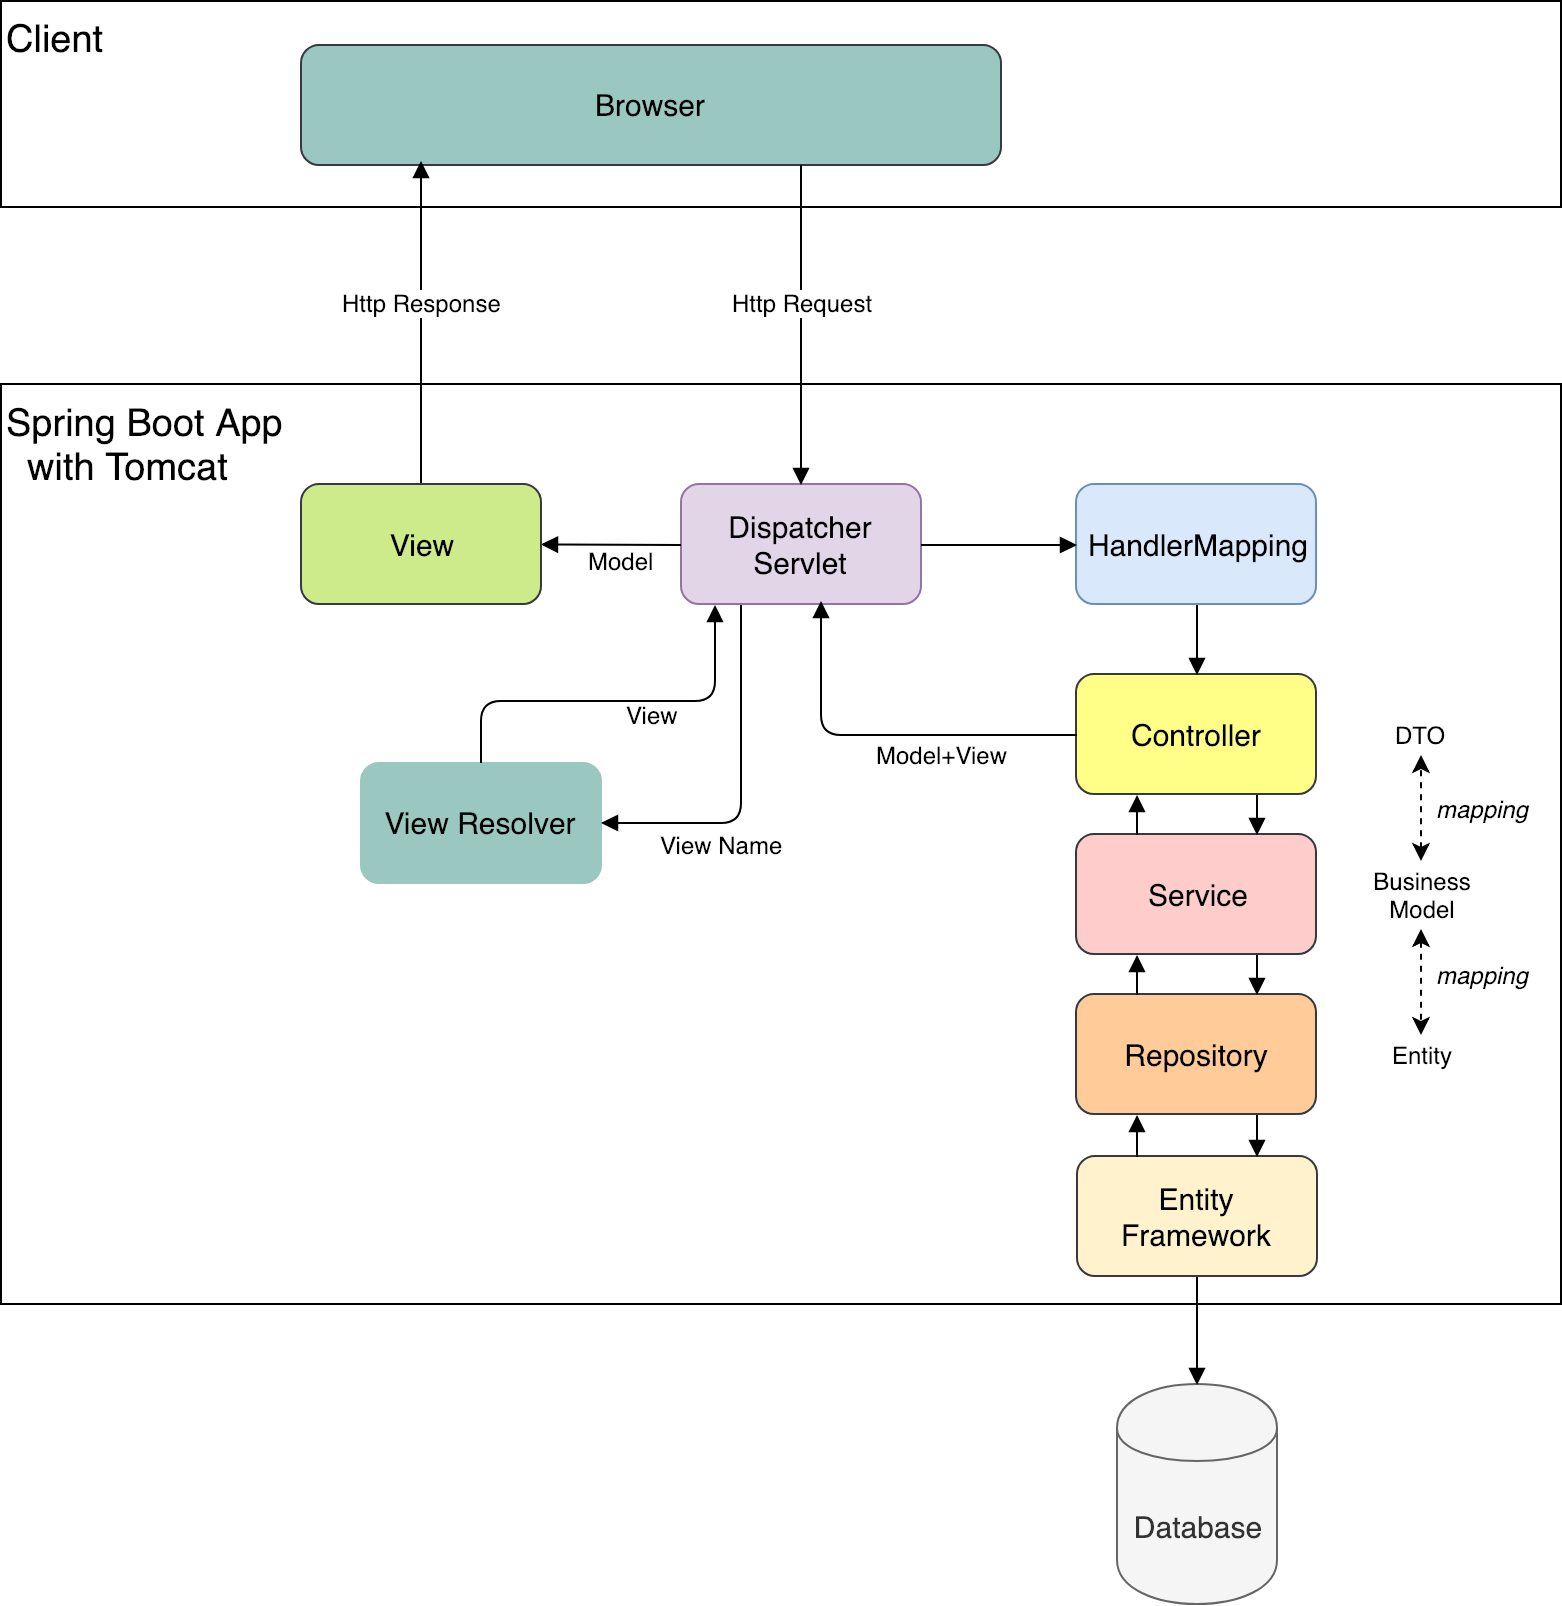 Client
Browser
Http Response
Http Request
Spring Boot App
with Tomcat
View
Model
Dispatcher
Servlet
HandlerMapping
View
Model+View
Controller
DTO
mapping
View Resolver
View Name
Service
Business
Model
mapping
Repository
Entity
Entity
Framework
Database